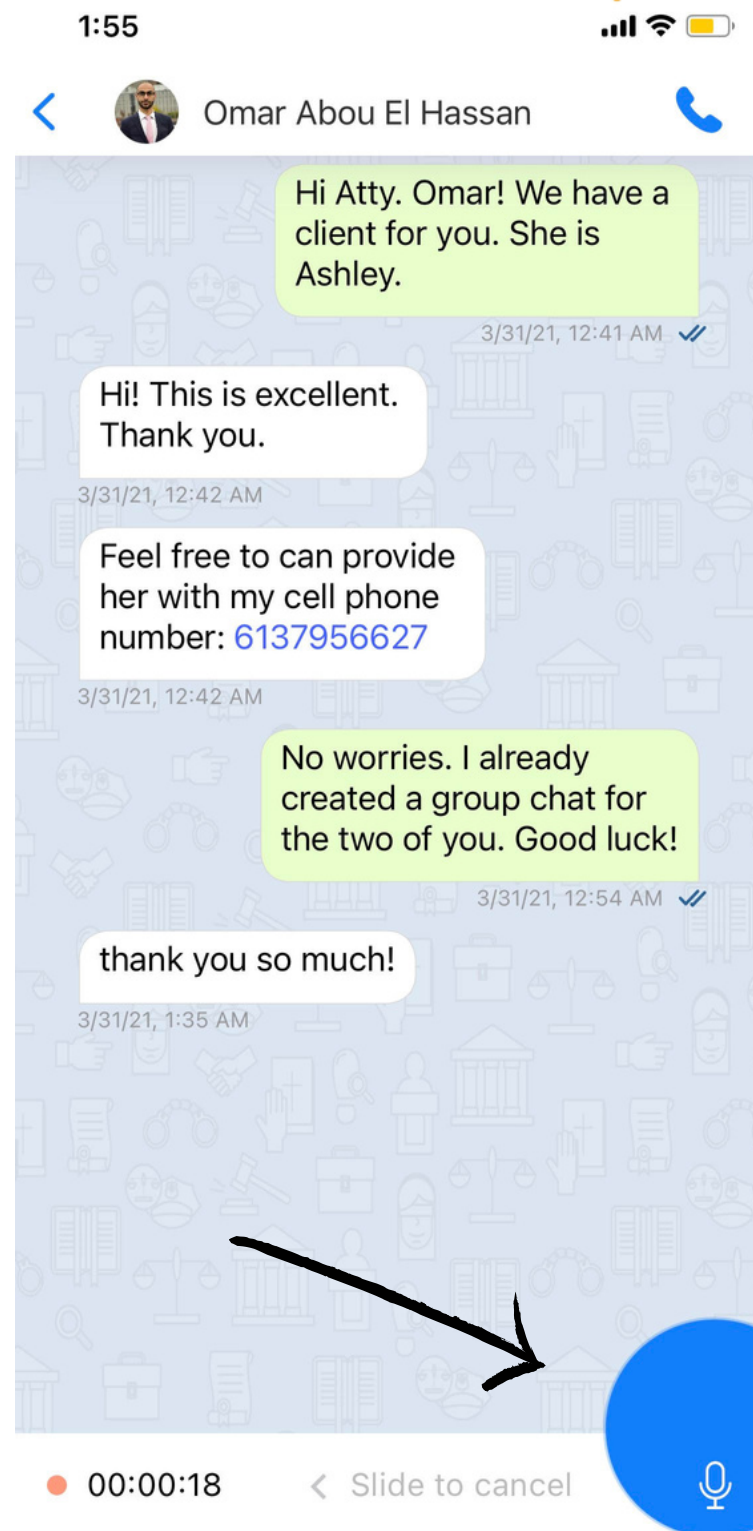 1:55
Omar Abou El Hassan
Hi Atty. Omar! We have a
client for you. She is
Ashley.
3/31/21, 12:41 AM
Hi! This is excellent.
Thank you.
3/31/21, 12:42 AM
Feel free to can provide
her with my cell phone
number: 6137956627
3/31/21, 12:42 AM
No worries. I already
created a group chat for
the two of you. Good luck!
3/31/21, 12:54 AM
thank you so much!
3/31/21, 1:35 AM
00:00:18 < Slide to cancel